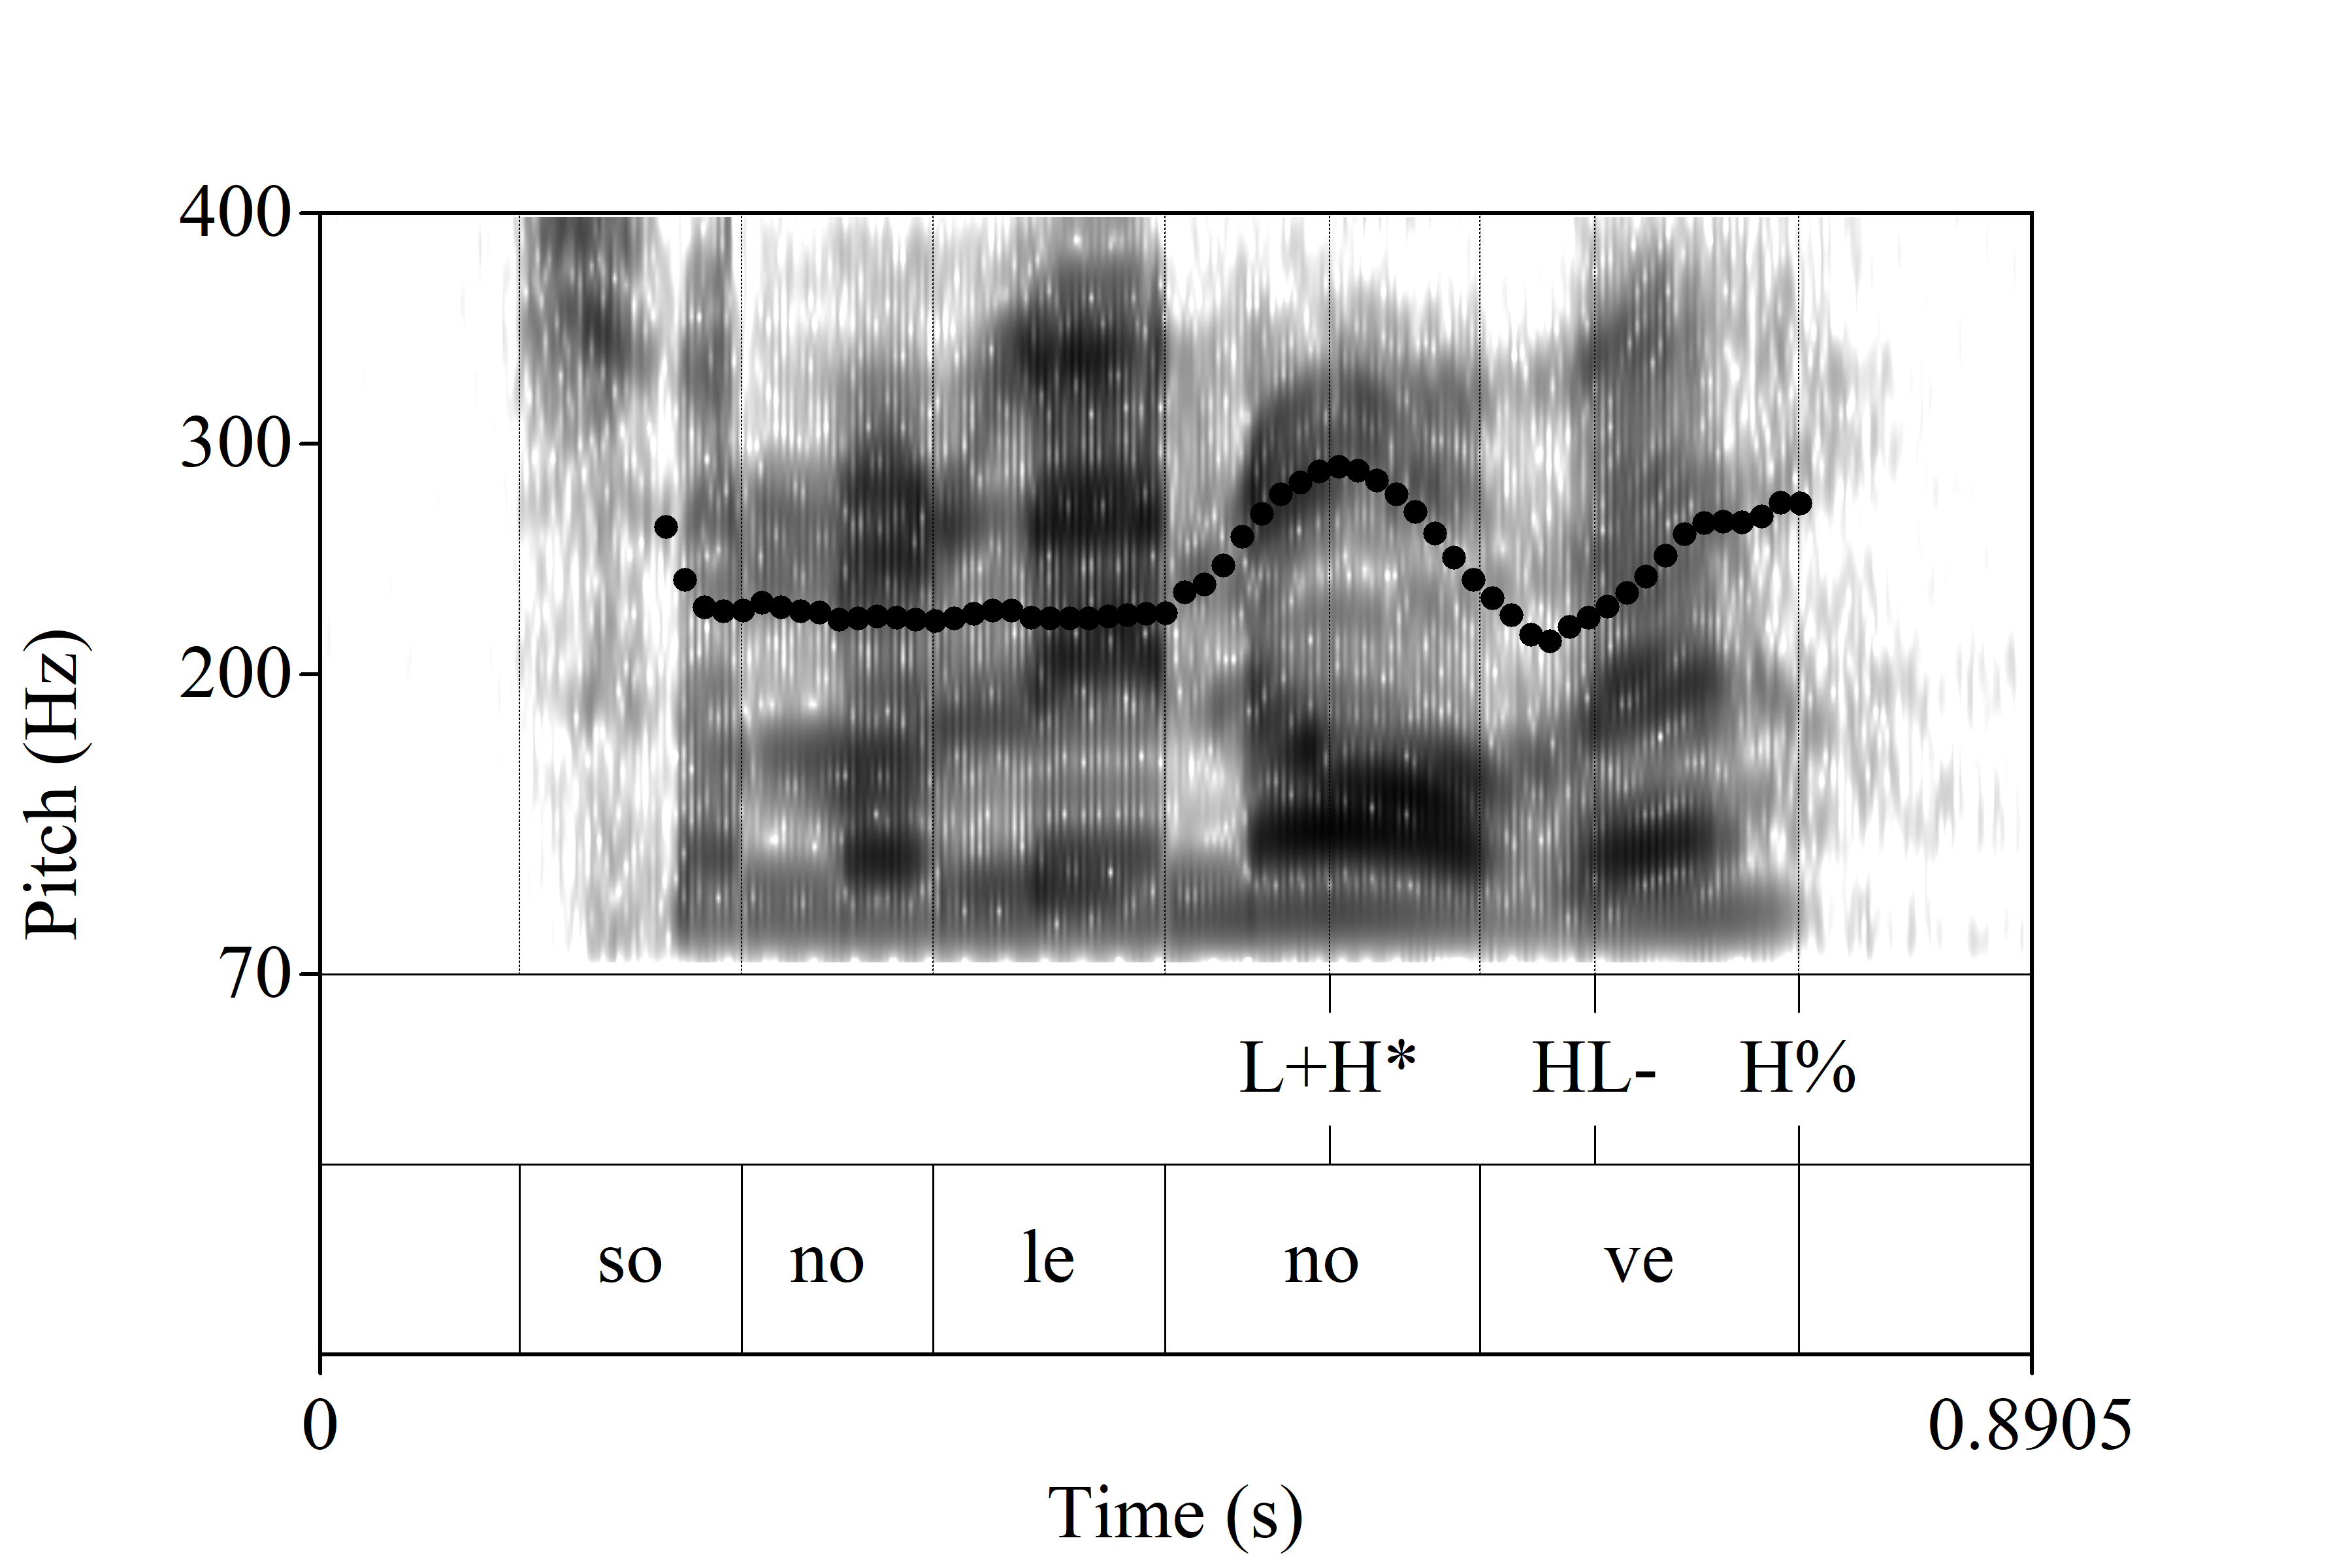 400
300
200
70
Pitch (Hz)
L+H* HL- H%
so no le no ve
0 0.8905
Time (s)